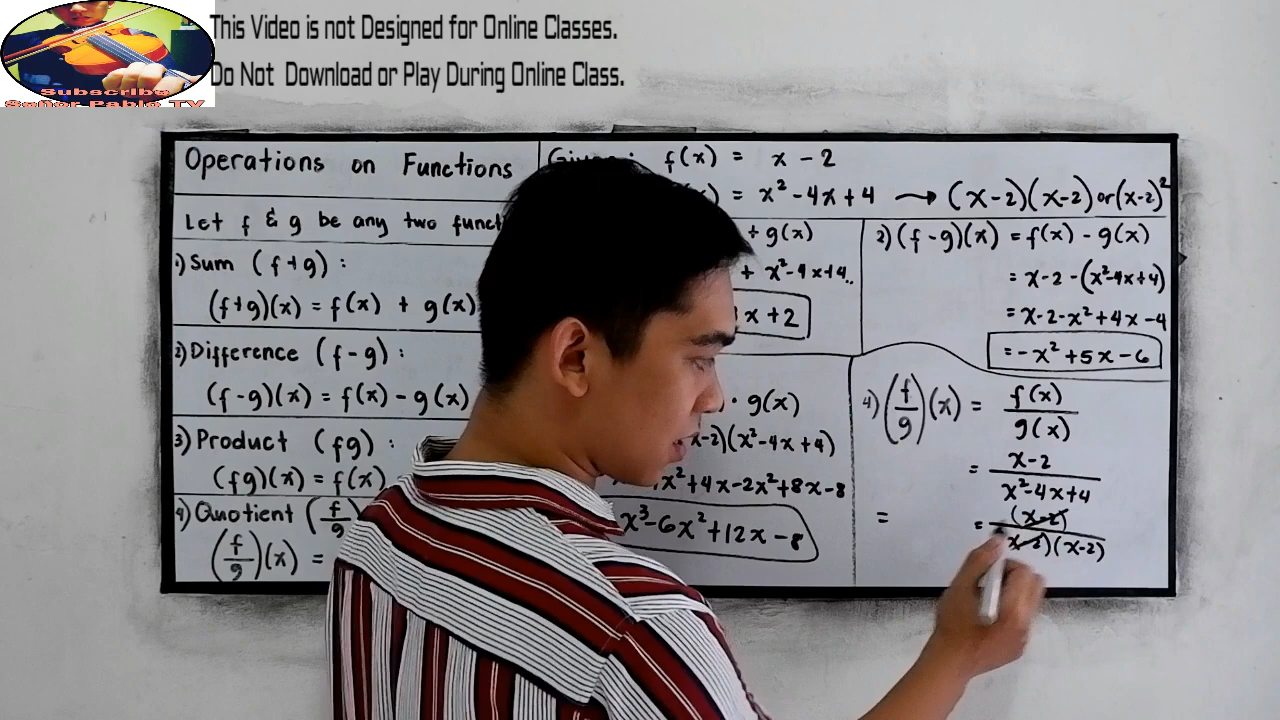 This Video is not Designed for Online Classes.
Do Not Download or Play During Online Class.
Subscribe
Señor Pablo TV
Operations on Functions
Let f & g be any two funct
1) Sum (f+g) :
(f+g)(x) = f(x) + g(x)
2) Difference (f-g) :
(f-g)(x) = f(x) - g(x)
3) Product (fg) :
(fg)(x) = f(x)
4) Quotient (f/g)
(f/g)(x) =
Given: f(x) = x - 2
) = x² - 4x + 4 → (x-2)(x-2) or (x-2)²
+ g(x)
+ x²-4x+4
x + 2
2) (f-g)(x) = f(x) - g(x)
= x-2-(x²-4x+4)
= x-2-x²+4x-4
= -x²+5x-6
· g(x)
x-2)(x²-4x+4)
x²+4x-2x²+8x-8
x³-6x²+12x-8
4) (f/g)(x) = f(x)/g(x)
= x-2/x²-4x+4
= (x-2)/(x-2)(x-2)
=